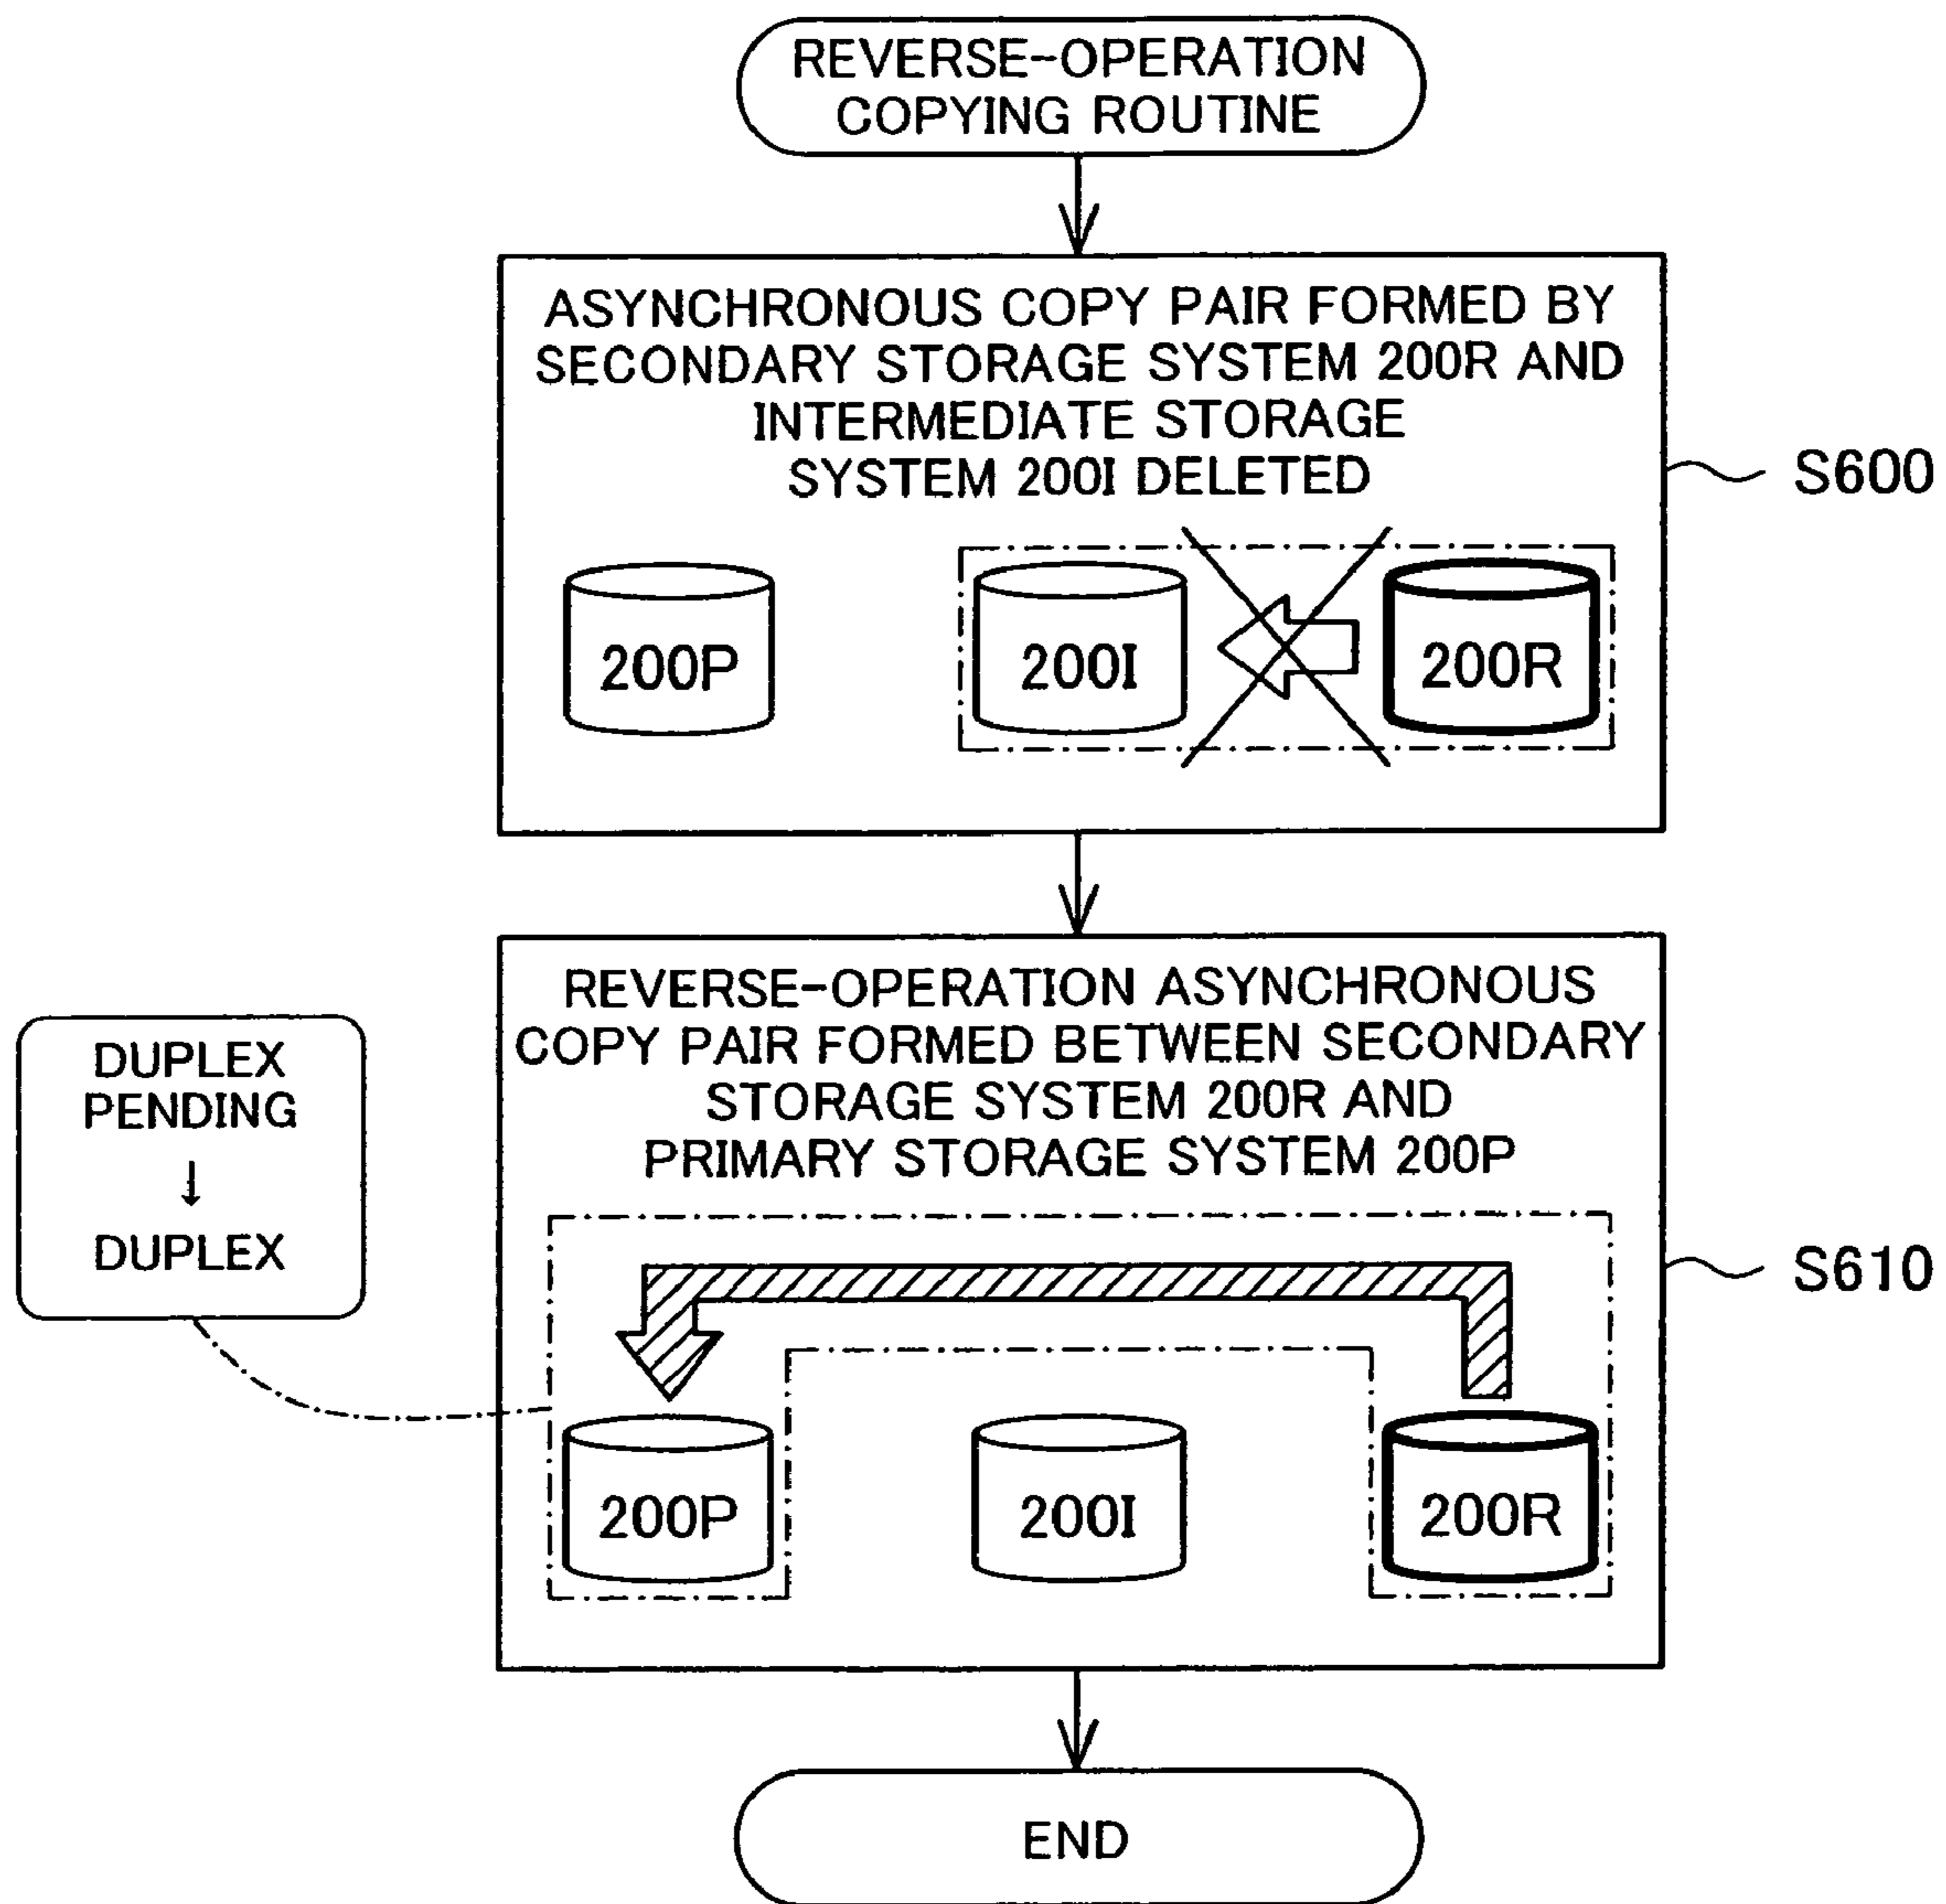 REVERSE-OPERATION
COPYING ROUTINE
ASYNCHRONOUS COPY PAIR FORMED BY
SECONDARY STORAGE SYSTEM 200R AND
INTERMEDIATE STORAGE
SYSTEM 200I DELETED
S600
200P
200I
200R
REVERSE-OPERATION ASYNCHRONOUS
COPY PAIR FORMED BETWEEN SECONDARY
STORAGE SYSTEM 200R AND
PRIMARY STORAGE SYSTEM 200P
DUPLEX
PENDING
↓
DUPLEX
S610
200P
200I
200R
END